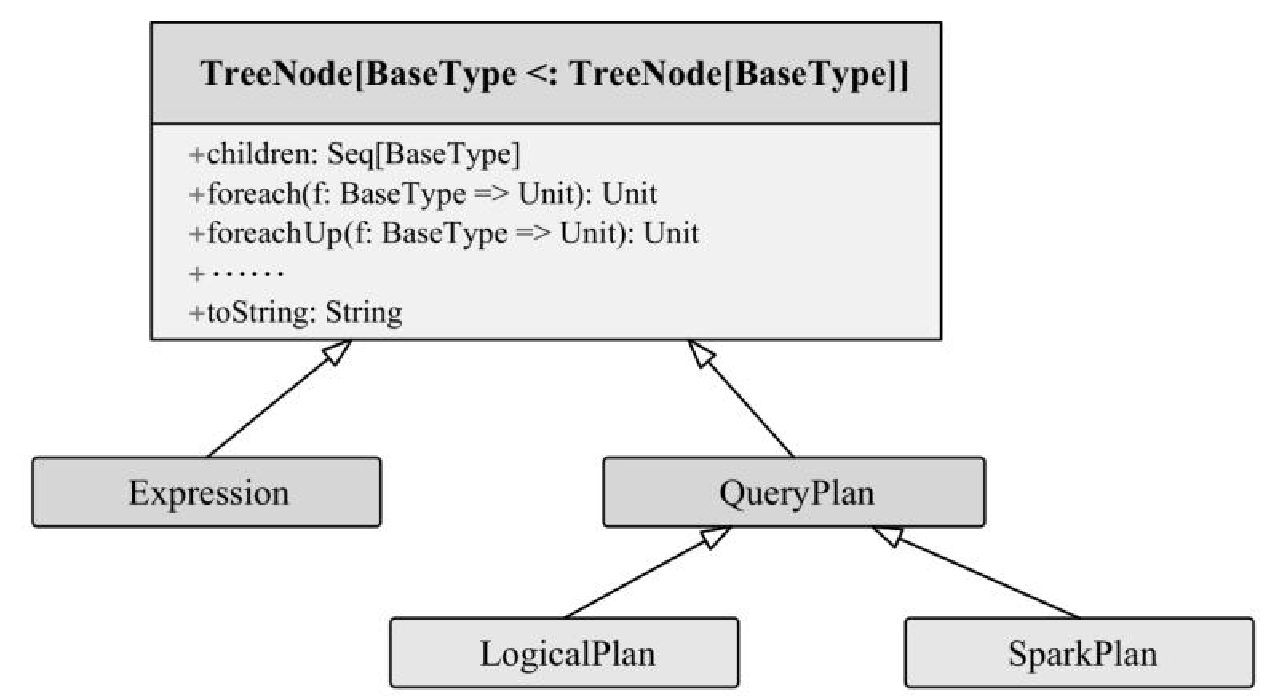 TreeNode[BaseType <: TreeNode[BaseType]]
+children: Seq[BaseType]
+foreach(f: BaseType => Unit): Unit
+foreachUp(f: BaseType => Unit): Unit
+······
+toString: String
Expression
QueryPlan
LogicalPlan
SparkPlan